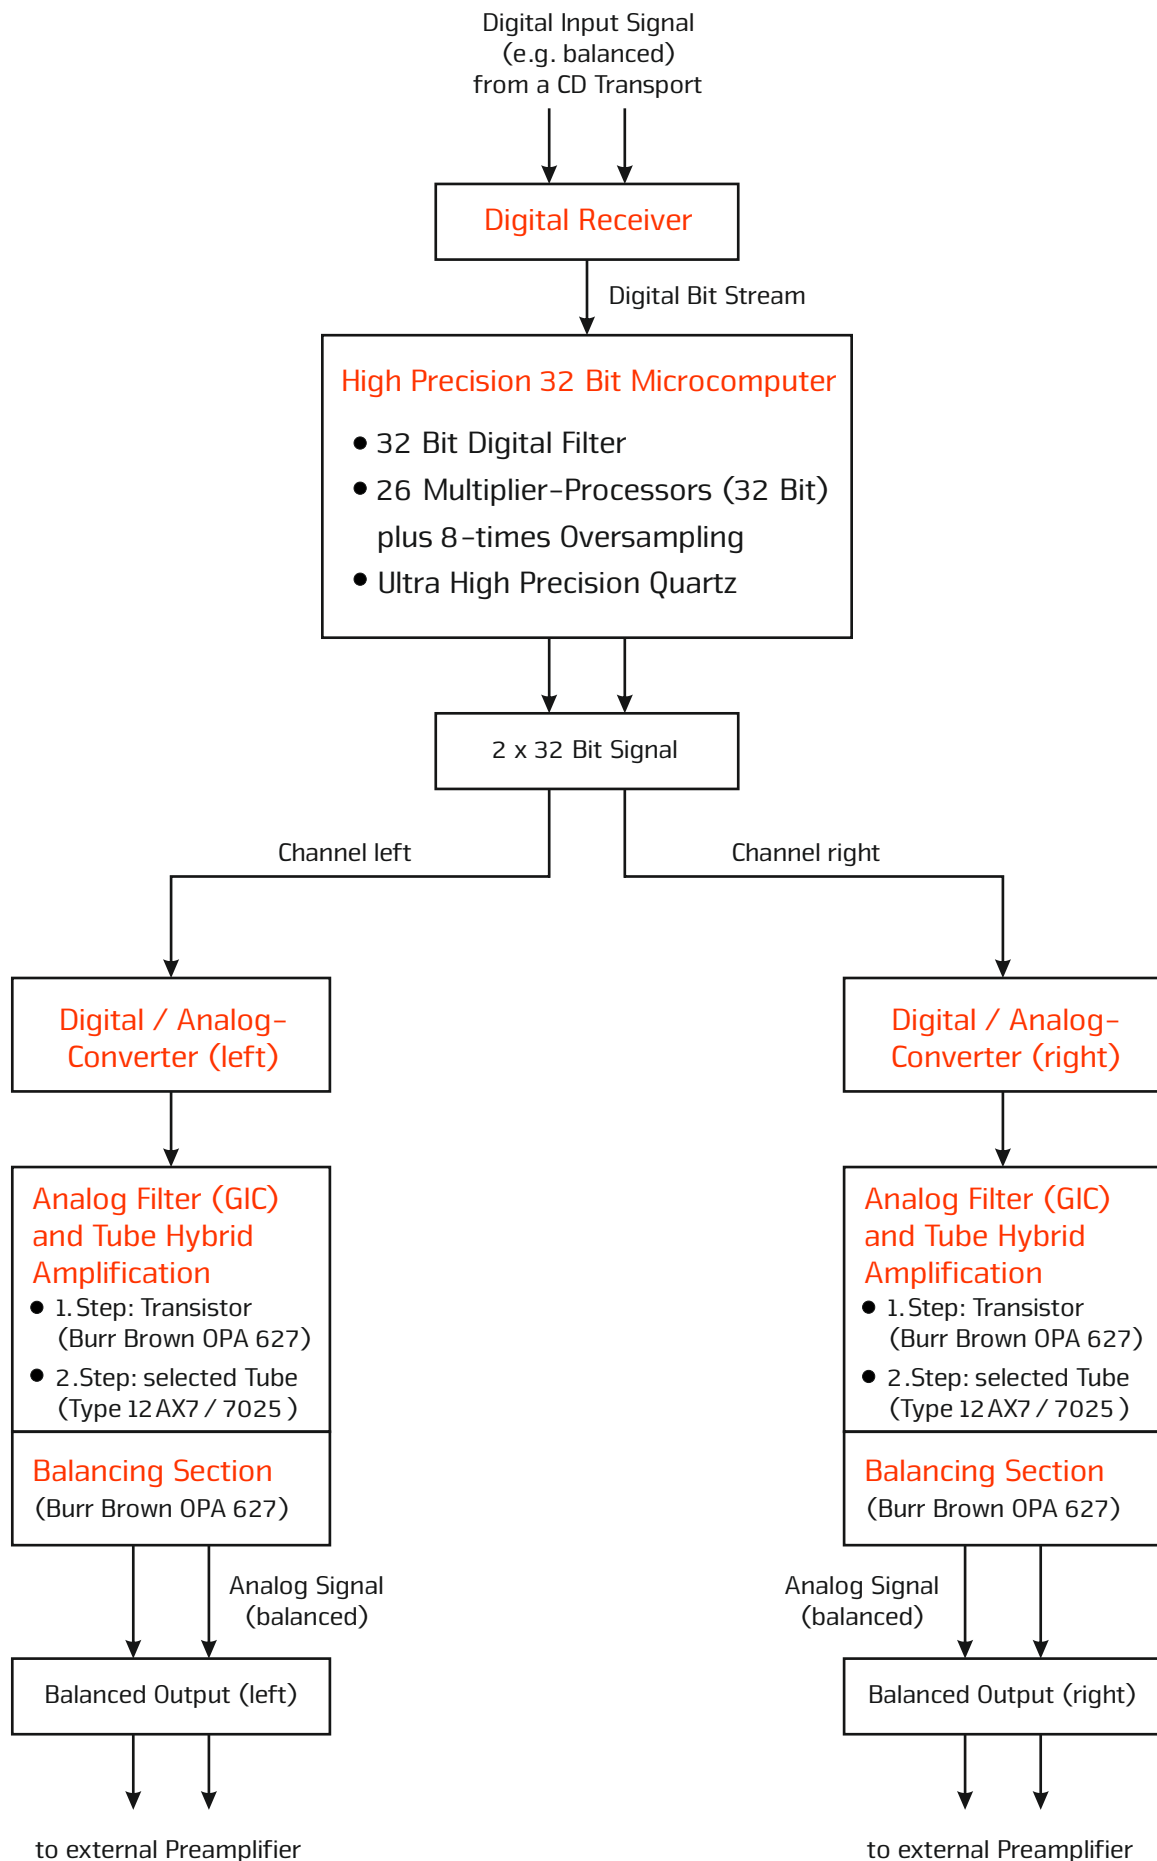 Digital Input Signal
(e.g. balanced)
from a CD Transport
Digital Receiver
Digital Bit Stream
High Precision 32 Bit Microcomputer
● 32 Bit Digital Filter
● 26 Multiplier-Processors (32 Bit)
plus 8-times Oversampling
● Ultra High Precision Quartz
2 x 32 Bit Signal
Channel left
Channel right
Digital / Analog-
Converter (left)
Digital / Analog-
Converter (right)
Analog Filter (GIC)
and Tube Hybrid
Amplification
● 1.Step: Transistor
(Burr Brown OPA 627)
● 2.Step: selected Tube
(Type 12AX7 / 7025)
Balancing Section
(Burr Brown OPA 627)
Analog Filter (GIC)
and Tube Hybrid
Amplification
● 1.Step: Transistor
(Burr Brown OPA 627)
● 2.Step: selected Tube
(Type 12AX7 / 7025)
Balancing Section
(Burr Brown OPA 627)
Analog Signal
(balanced)
Analog Signal
(balanced)
Balanced Output (left)
Balanced Output (right)
to external Preamplifier
to external Preamplifier